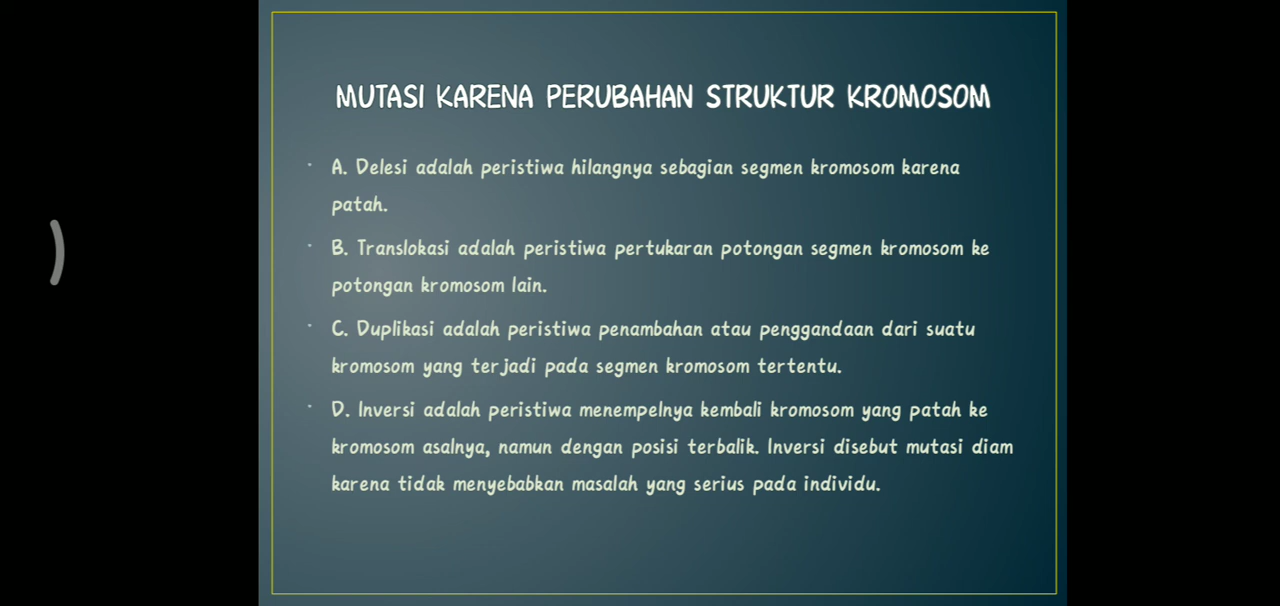 MUTASI KARENA PERUBAHAN STRUKTUR KROMOSOM
· A. Delesi adalah peristiwa hilangnya sebagian segmen kromosom karena
patah.
· B. Translokasi adalah peristiwa pertukaran potongan segmen kromosom ke
potongan kromosom lain.
· C. Duplikasi adalah peristiwa penambahan atau penggandaan dari suatu
kromosom yang terjadi pada segmen kromosom tertentu.
· D. Inversi adalah peristiwa menempelnya kembali kromosom yang patah ke
kromosom asalnya, namun dengan posisi terbalik. Inversi disebut mutasi diam
karena tidak menyebabkan masalah yang serius pada individu.